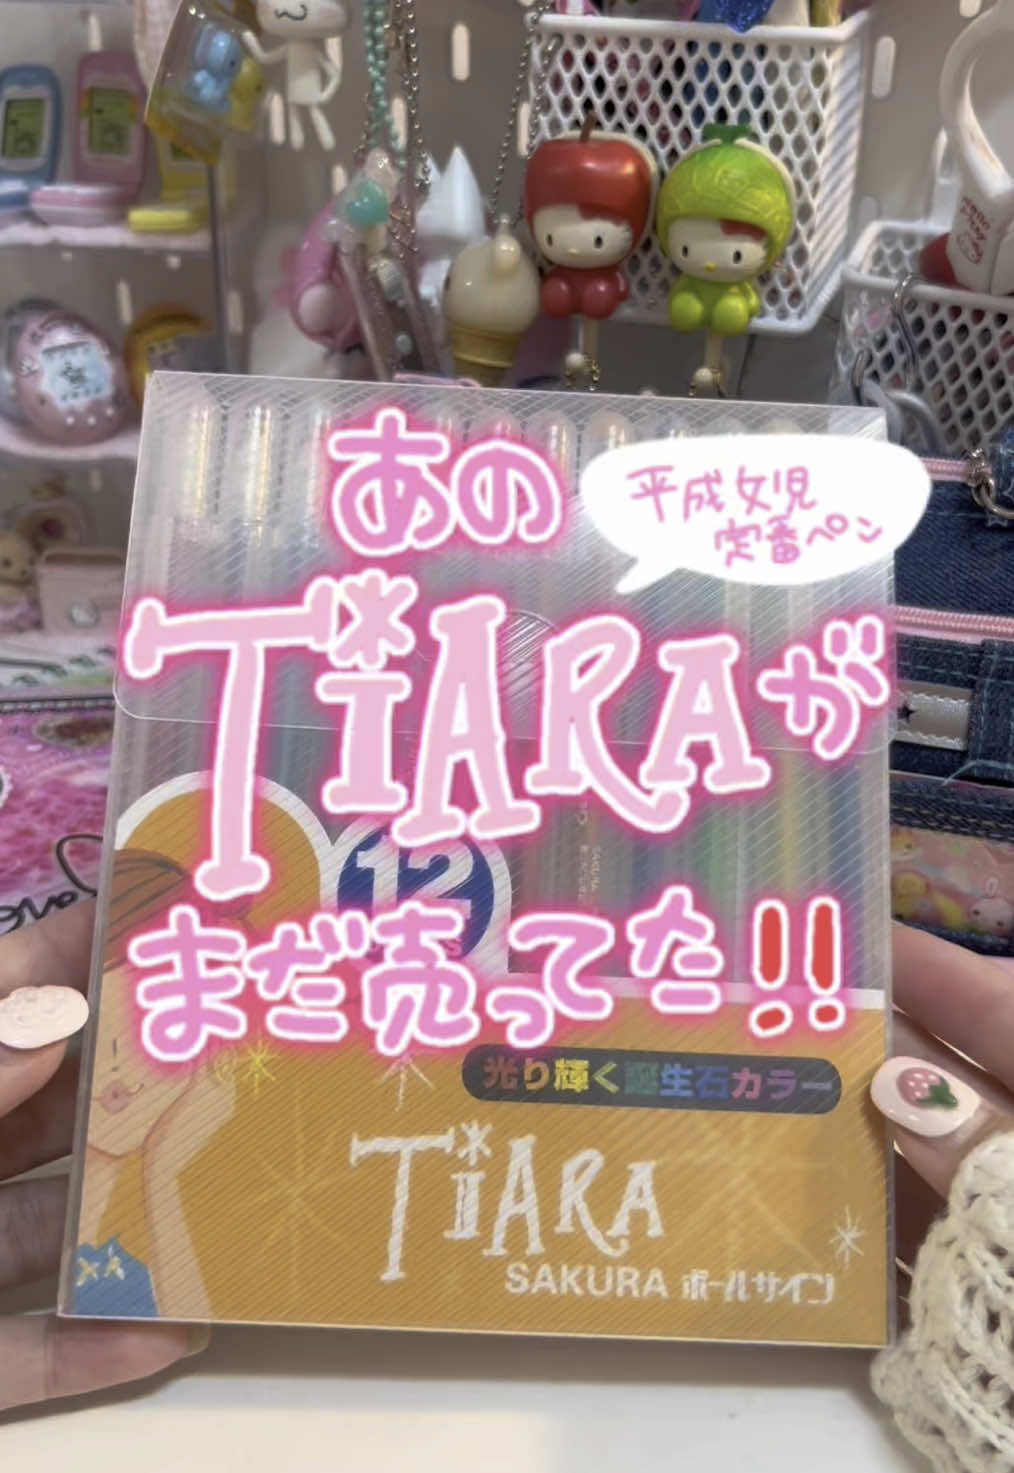 あの
平成女児
定番ペン
TiARAが
まだ売ってた!!
12
光り輝く誕生石カラー
TiARA
SAKURA ボールサイン